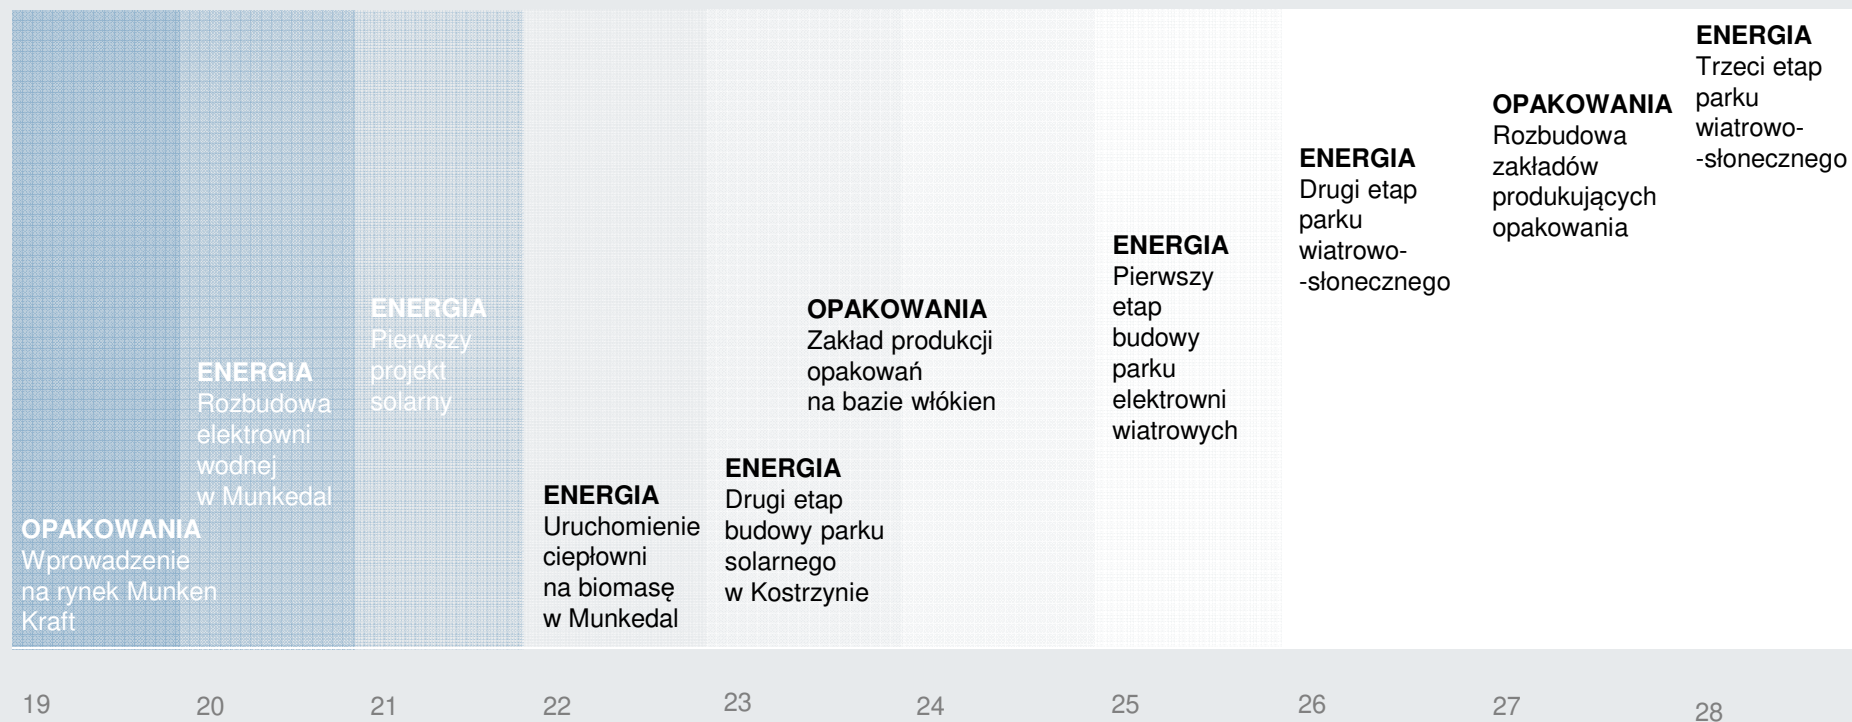 OPAKOWANIA
Wprowadzenie
na rynek Munken
Kraft
ENERGIA
Rozbudowa
elektrowni
wodnej
w Munkedal
ENERGIA
Pierwszy
projekt
solarny
ENERGIA
Uruchomienie
ciepłowni
na biomasę
w Munkedal
ENERGIA
Drugi etap
budowy parku
solarnego
w Kostrzynie
OPAKOWANIA
Zakład produkcji
opakowań
na bazie włókien
ENERGIA
Pierwszy
etap
budowy
parku
elektrowni
wiatrowych
ENERGIA
Drugi etap
parku
wiatrowo-
-słonecznego
OPAKOWANIA
Rozbudowa
zakładów
produkujących
opakowania
ENERGIA
Trzeci etap
parku
wiatrowo-
-słonecznego
19
20
21
22
23
24
25
26
27
28